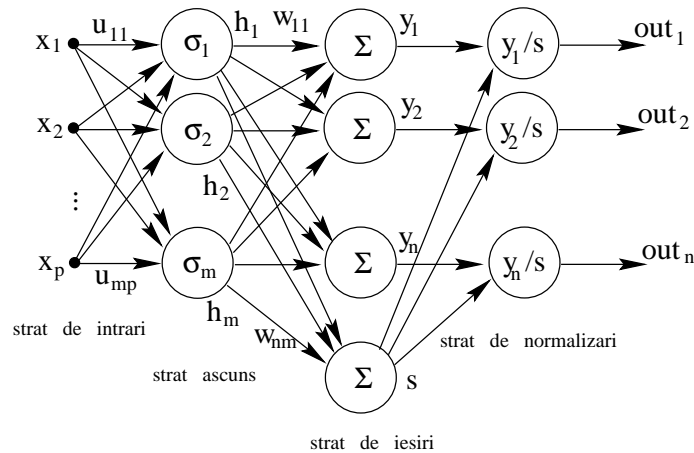 x1 u11 σ1 h1 w11 Σ y1 y1/s out1
x2 σ2 h2 Σ y2 y2/s out2
...
xp ump σm hm wnm Σ yn yn/s outn
strat de intrari
strat de normalizari
strat ascuns
Σ s
strat de iesiri